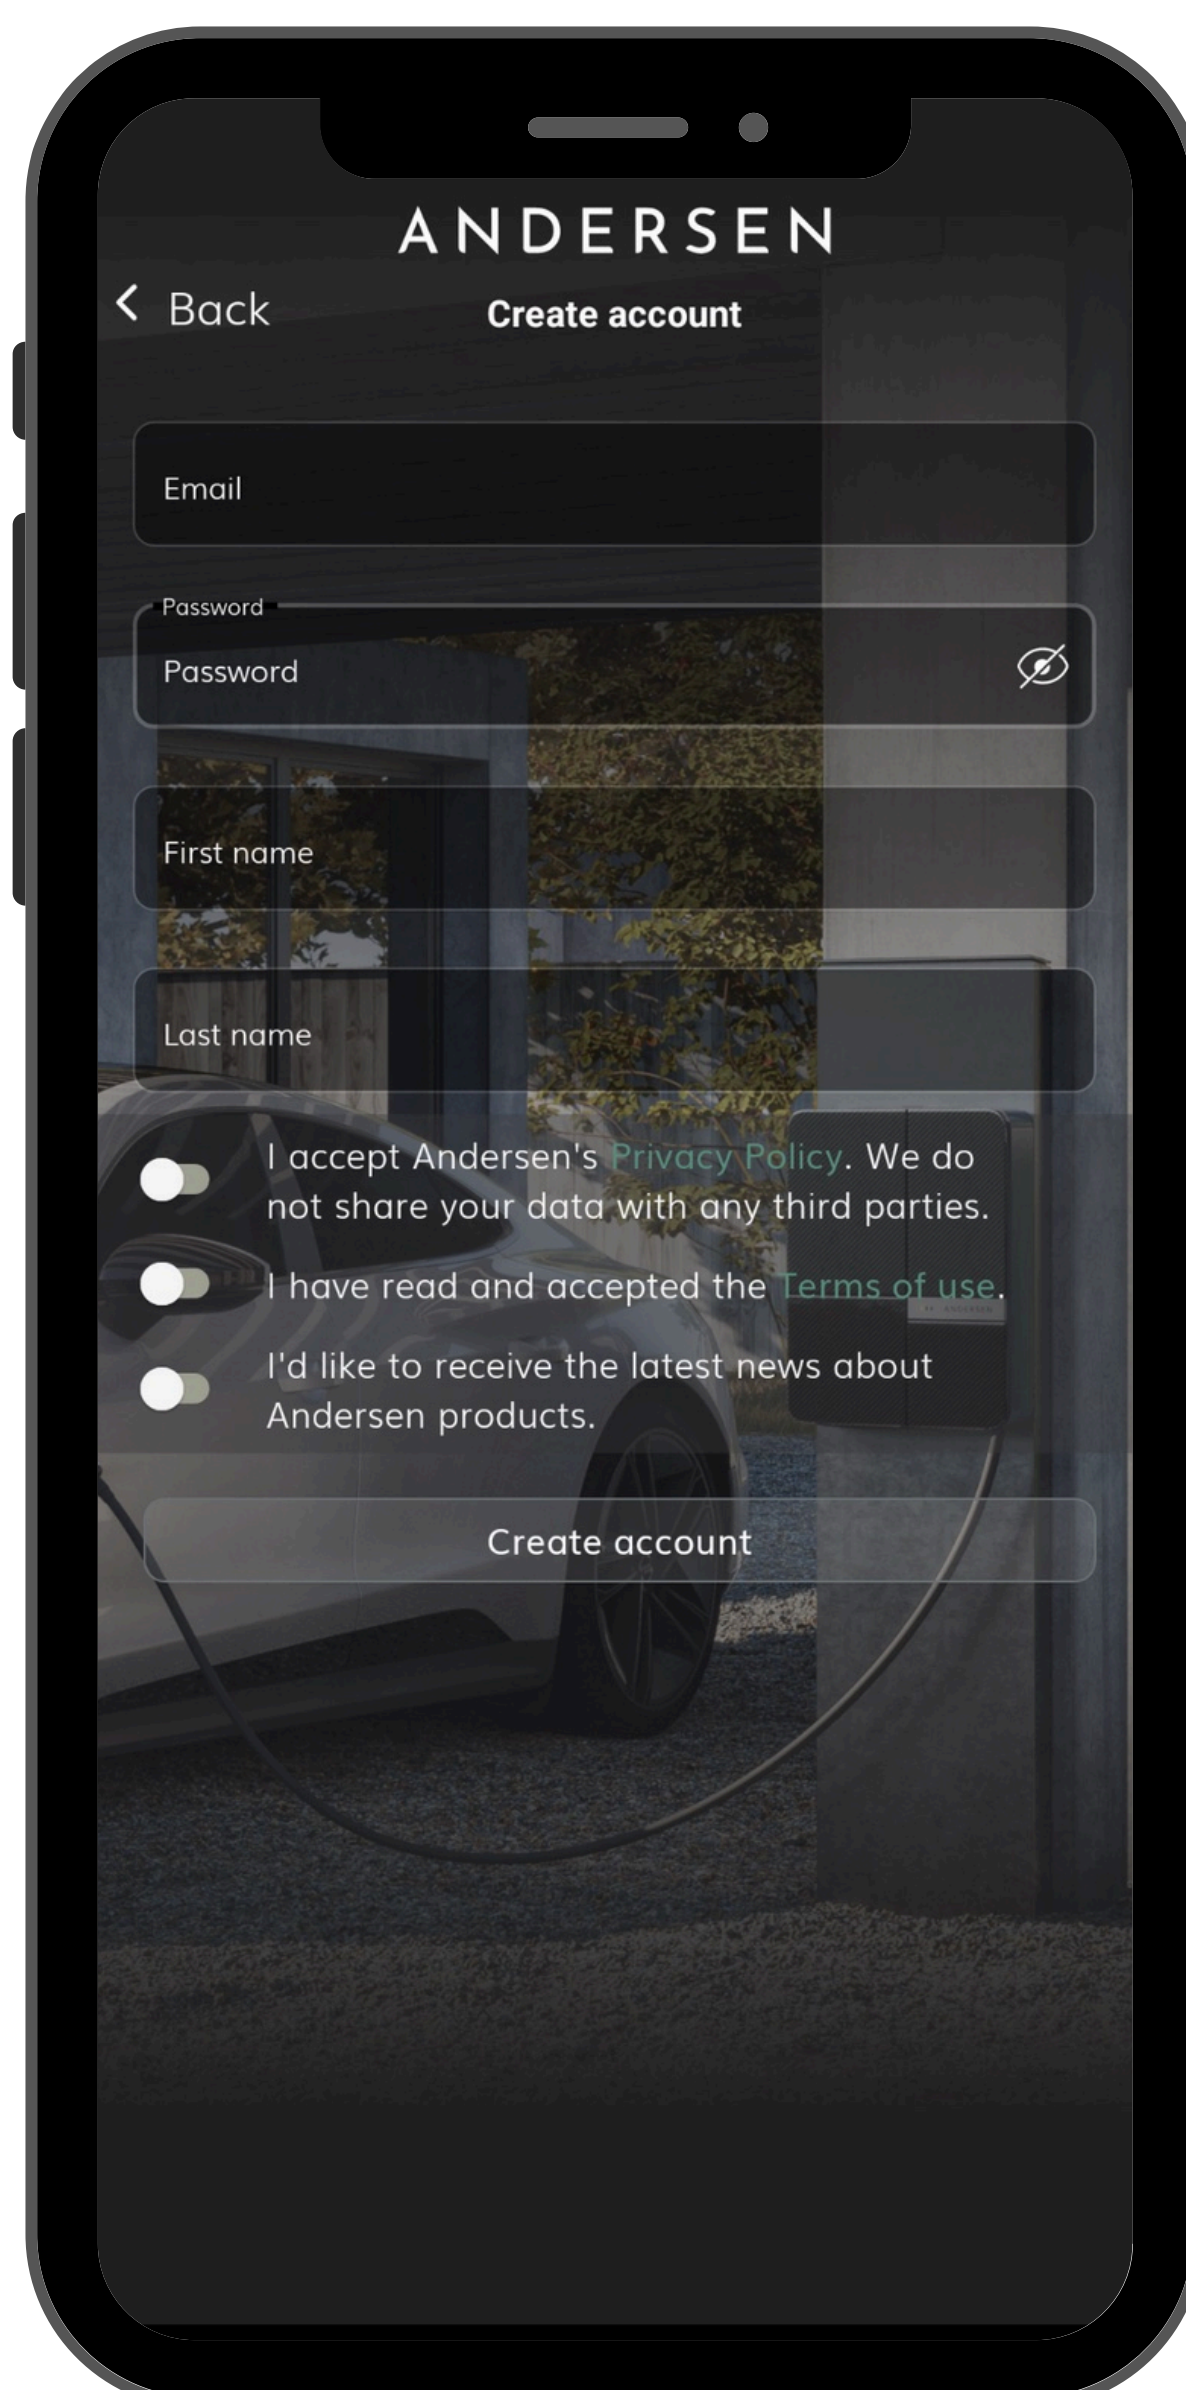 ANDERSEN
Back
Create account
Email
Password
Password
First name
Last name
I accept Andersen's Privacy Policy. We do
not share your data with any third parties.
I have read and accepted the Terms of use.
ANDERSEN
I'd like to receive the latest news about
Andersen products.
Create account